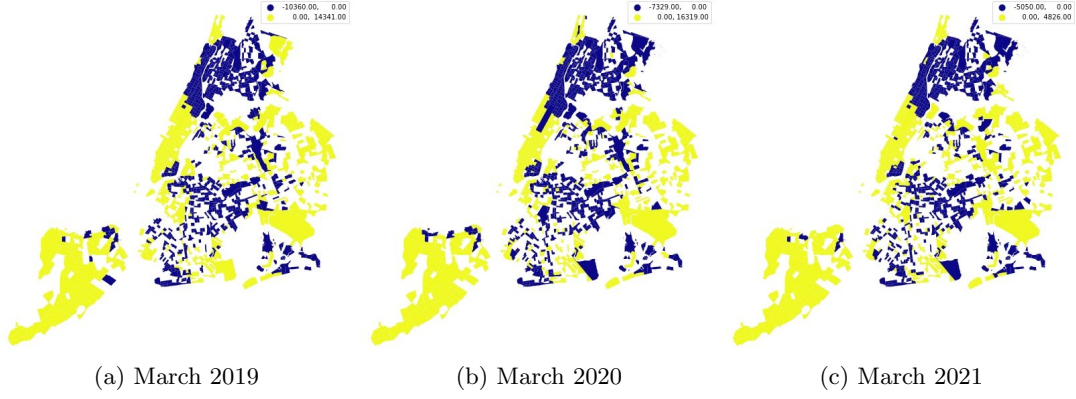 -10360.00, 0.00
0.00, 14341.00
-7329.00, 0.00
0.00, 16319.00
-5050.00, 0.00
0.00, 4826.00
(a) March 2019
(b) March 2020
(c) March 2021